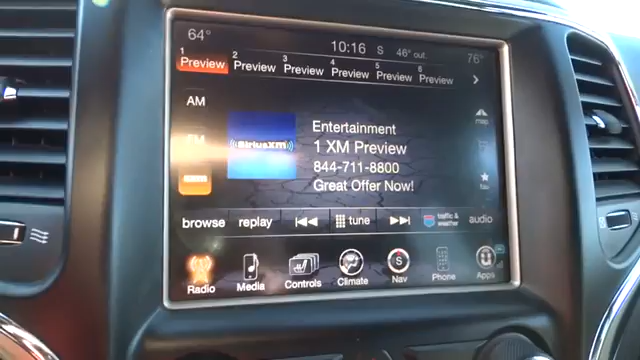 64° 10:16 S 46° out. 76°
1 2 3 4 5 6
Preview Preview Preview Preview Preview Preview
AM
FM
map
SiriusXM
Entertainment
1 XM Preview
844-711-8800
Great Offer Now!
fav
browse replay tune traffic & weather audio
Radio Media Controls Climate Nav Phone Apps
S